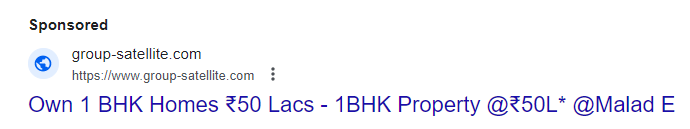 Sponsored
group-satellite.com
https://www.group-satellite.com
Own 1 BHK Homes ₹50 Lacs - 1BHK Property @₹50L* @Malad E